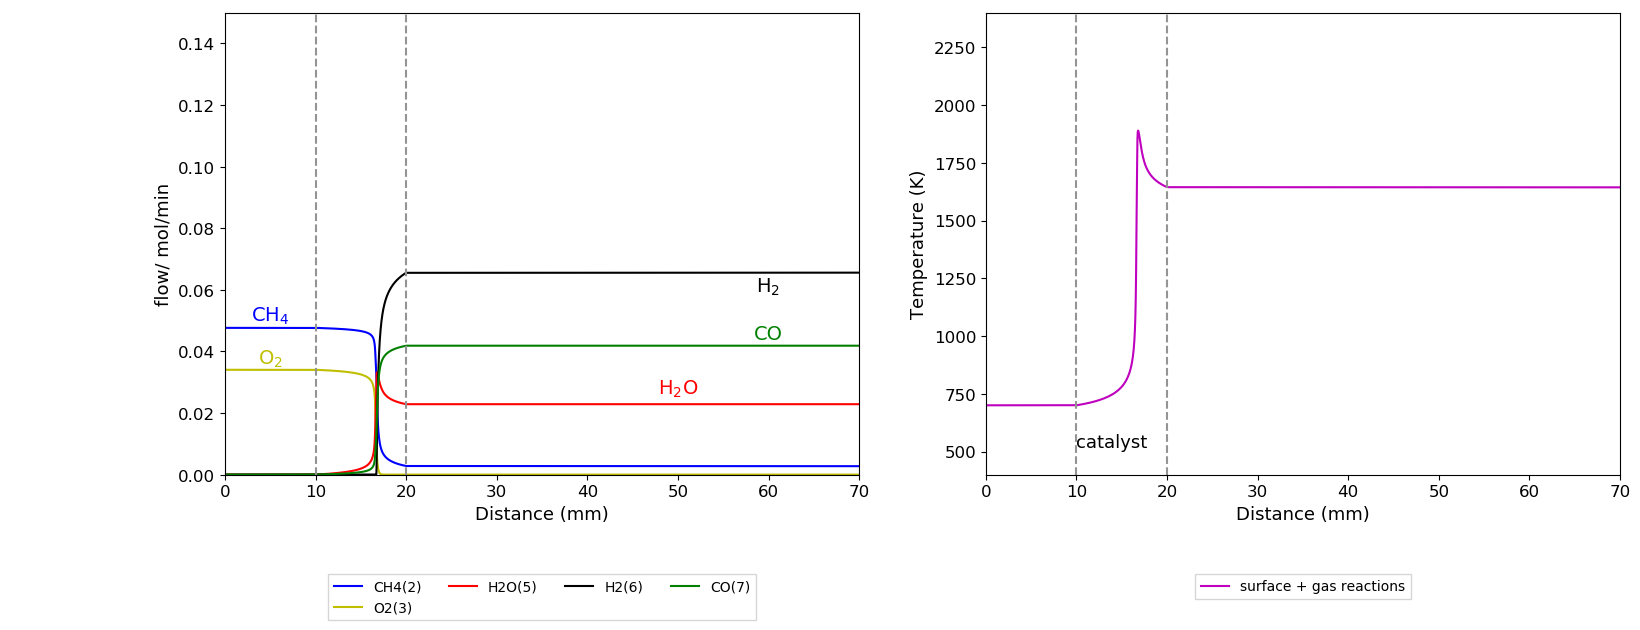 flow/ mol/min
0.14
0.12
0.10
0.08
0.06
0.04
0.02
0.00
CH₄
O₂
H₂
CO
H₂O
0 10 20 30 40 50 60 70
Distance (mm)
CH4(2) H2O(5) H2(6) CO(7)
O2(3)
Temperature (K)
2250
2000
1750
1500
1250
1000
750
500
catalyst
0 10 20 30 40 50 60 70
Distance (mm)
surface + gas reactions